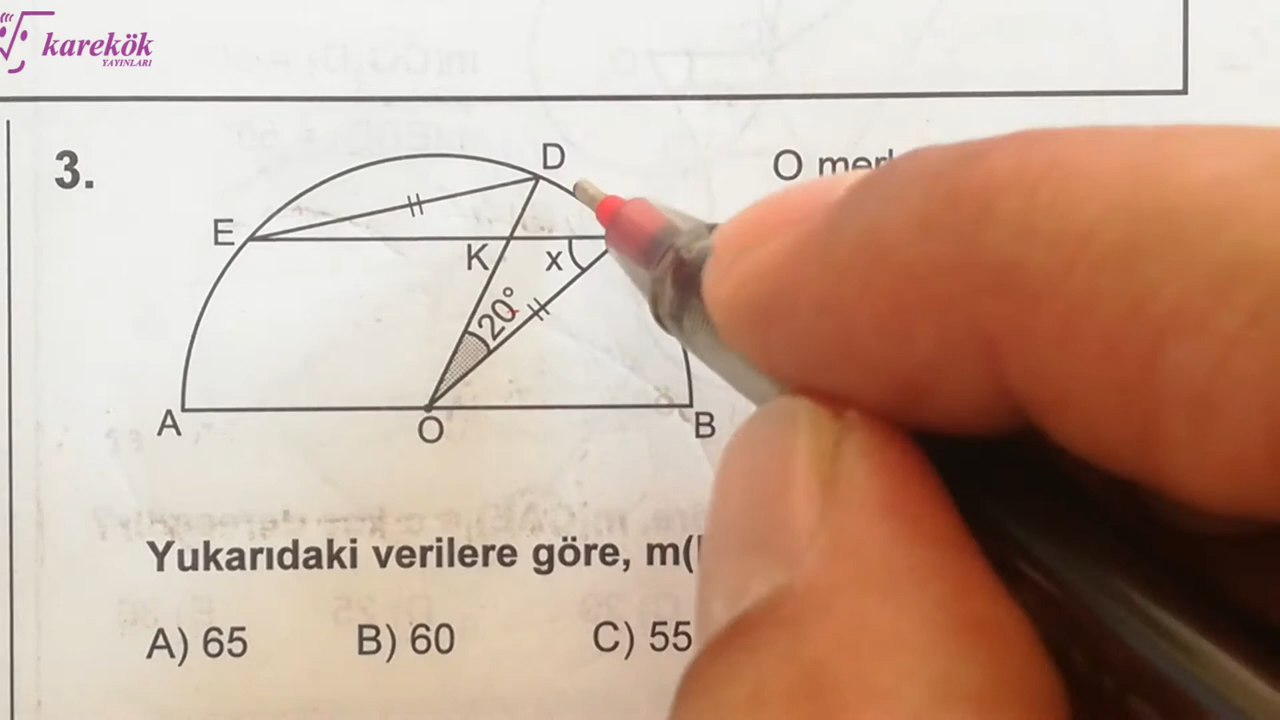 karekök
YAYINLARI
3.
O
D
E
K
x
20°
A
O
B
Yukarıdaki verilere göre, m(
A) 65 B) 60 C) 55